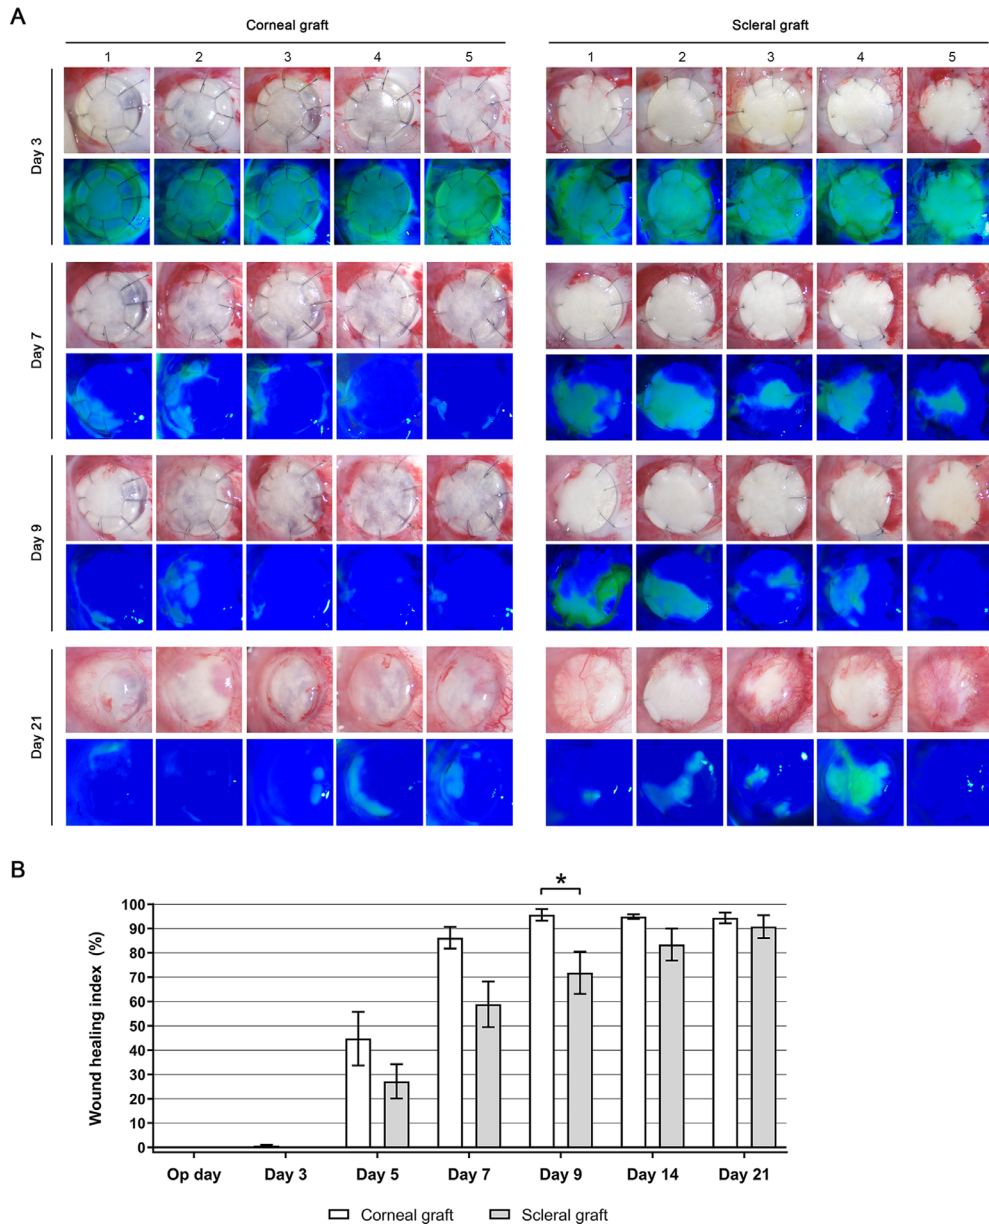 A
Corneal graft
Scleral graft
1 2 3 4 5
1 2 3 4 5
Day 3
Day 7
Day 9
Day 21
B
*
Wound healing index (%)
100
90
80
70
60
50
40
30
20
10
0
Op day Day 3 Day 5 Day 7 Day 9 Day 14 Day 21
Corneal graft Scleral graft